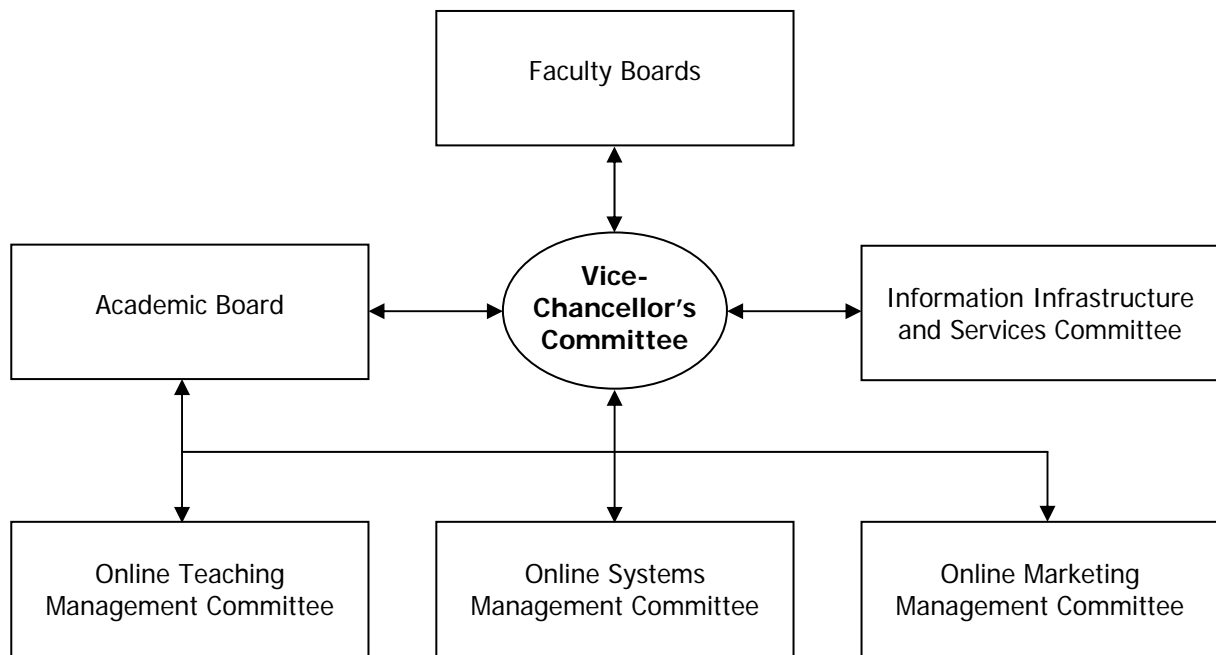 Faculty Boards
Academic Board
Vice-
Chancellor's
Committee
Information Infrastructure
and Services Committee
Online Teaching
Management Committee
Online Systems
Management Committee
Online Marketing
Management Committee